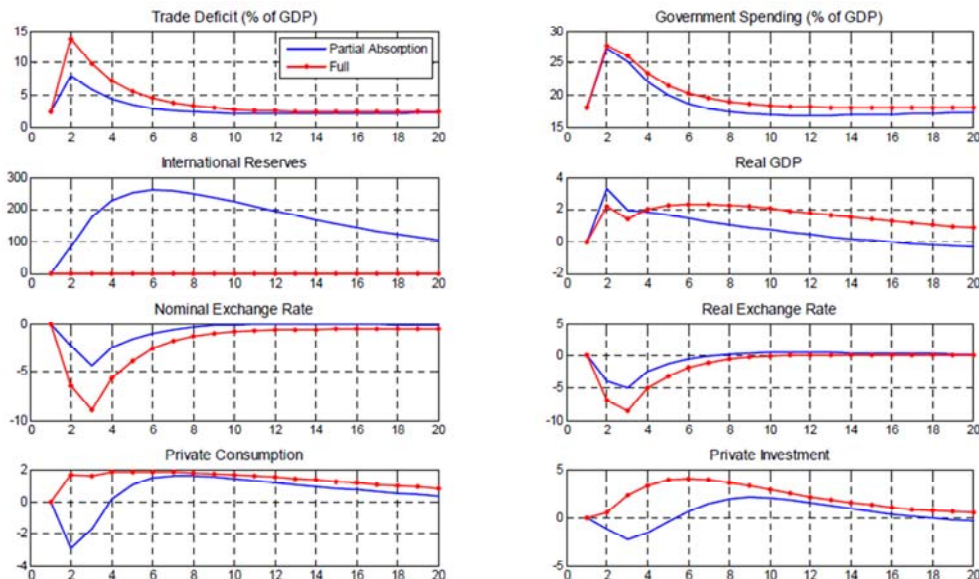 Trade Deficit (% of GDP)
15
10
5
0
0 2 4 6 8 10 12 14 16 18 20
Partial Absorption
Full
Government Spending (% of GDP)
30
25
20
15
0 2 4 6 8 10 12 14 16 18 20
International Reserves
300
200
100
0
0 2 4 6 8 10 12 14 16 18 20
Real GDP
4
2
0
-2
0 2 4 6 8 10 12 14 16 18 20
Nominal Exchange Rate
0
-5
-10
0 2 4 6 8 10 12 14 16 18 20
Real Exchange Rate
5
0
-5
-10
0 2 4 6 8 10 12 14 16 18 20
Private Consumption
2
0
-2
-4
0 2 4 6 8 10 12 14 16 18 20
Private Investment
5
0
-5
0 2 4 6 8 10 12 14 16 18 20